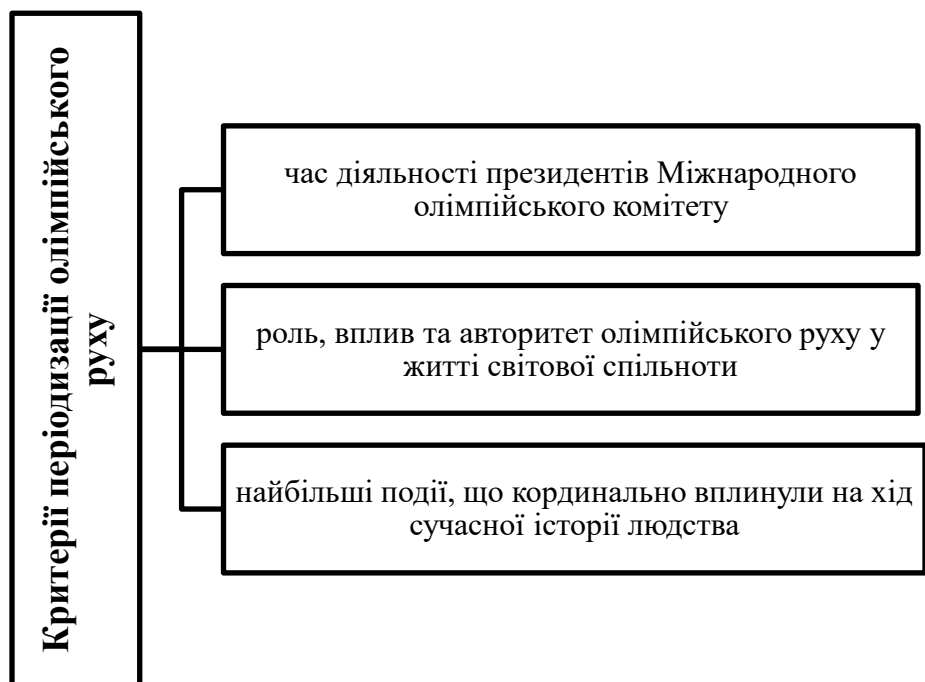 Критерії періодизації олімпійського
руху
час діяльності президентів Міжнародного
олімпійського комітету
роль, вплив та авторитет олімпійського руху у
житті світової спільноти
найбільші події, що кординально вплинули на хід
сучасної історії людства